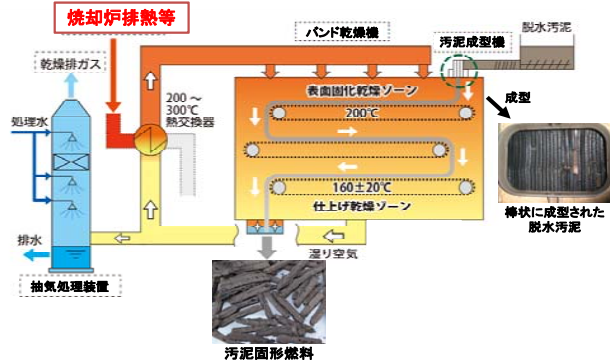 焼却炉排熱等
バンド乾燥機
汚泥成型機
脱水汚泥
乾燥排ガス
200～
300℃
熱交換器
表面固化乾燥ゾーン
200℃
成型
処理水
160±20℃
仕上げ乾燥ゾーン
棒状に成型された
脱水汚泥
排水
湿り空気
抽気処理装置
汚泥固形燃料